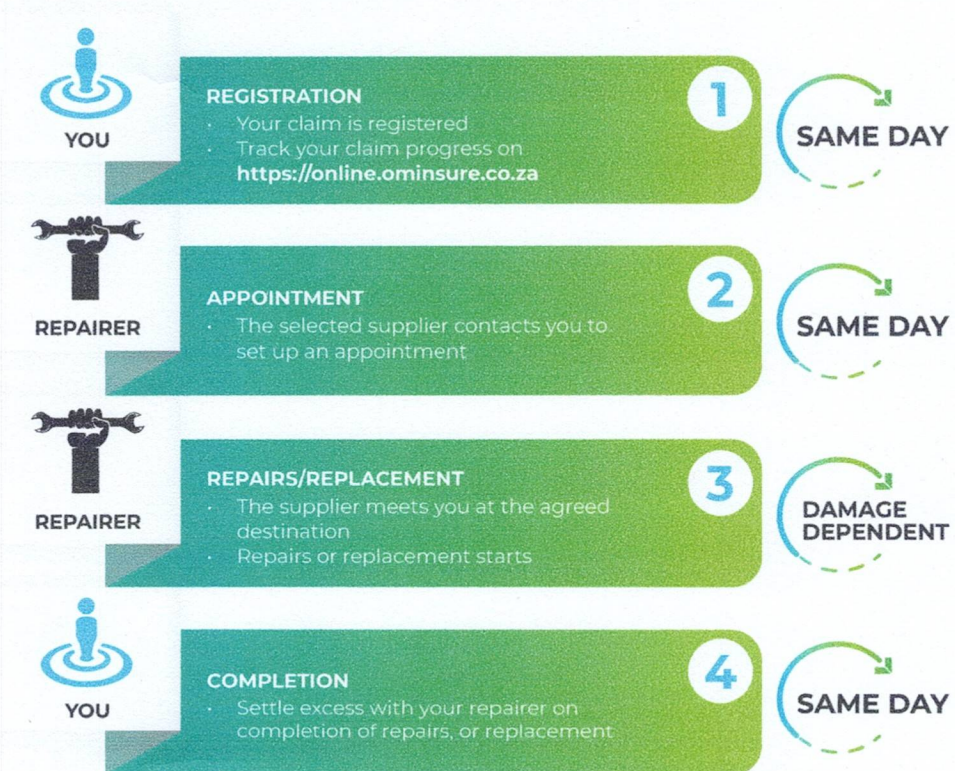 YOU
REGISTRATION
· Your claim is registered
· Track your claim progress on
https://online.ominsure.co.za
1
SAME DAY
REPAIRER
APPOINTMENT
· The selected supplier contacts you to
set up an appointment
2
SAME DAY
REPAIRER
REPAIRS/REPLACEMENT
· The supplier meets you at the agreed
destination
· Repairs or replacement starts
3
DAMAGE
DEPENDENT
YOU
COMPLETION
· Settle excess with your repairer on
completion of repairs, or replacement
4
SAME DAY